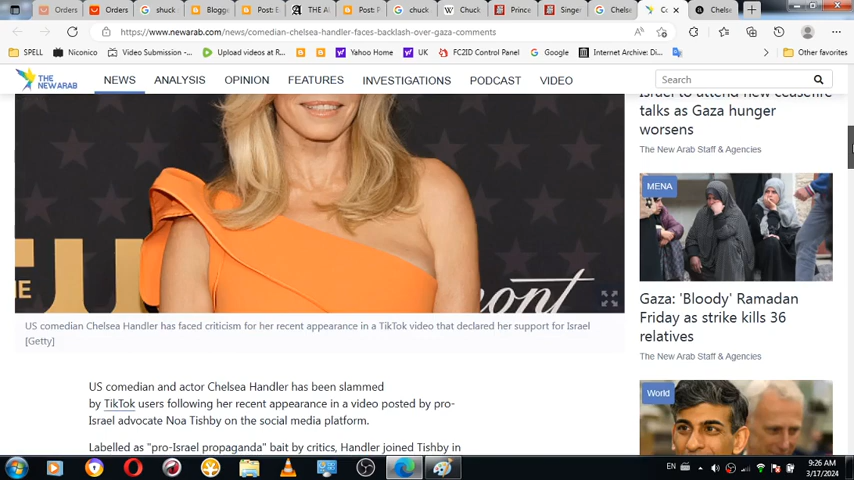 Orders
Orders
shuck
Blogg
Post: E
THE A
Post: P
chuck
Chuck
Prince
Singer
Chelse
Co
Chelse
https://www.newarab.com/news/comedian-chelsea-handler-faces-backlash-over-gaza-comments
SPELL
Niconico
Video Submission -...
Upload videos at R...
Yahoo Home
UK
FC2ID Control Panel
Google
Internet Archive: Di...
Other favorites
THE NEWARAB
NEWS
ANALYSIS
OPINION
FEATURES
INVESTIGATIONS
PODCAST
VIDEO
Search
US comedian Chelsea Handler has faced criticism for her recent appearance in a TikTok video that declared her support for Israel
[Getty]
US comedian and actor Chelsea Handler has been slammed
by TikTok users following her recent appearance in a video posted by pro-
Israel advocate Noa Tishby on the social media platform.
Labelled as "pro-Israel propaganda" bait by critics, Handler joined Tishby in
Israel to attend new ceasefire
talks as Gaza hunger
worsens
The New Arab Staff & Agencies
MENA
Gaza: 'Bloody' Ramadan
Friday as strike kills 36
relatives
The New Arab Staff & Agencies
World
EN
9:26 AM
3/17/2024